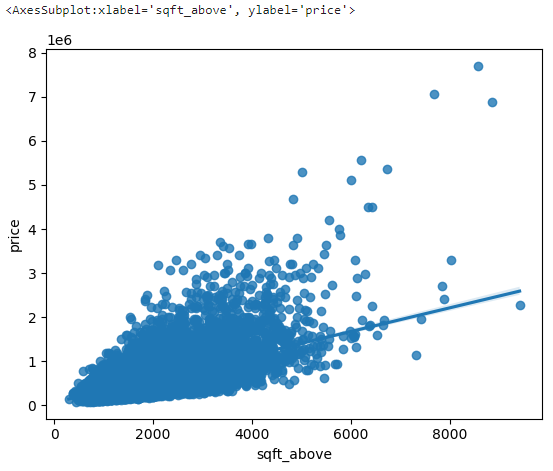 <AxesSubplot:xlabel='sqft_above', ylabel='price'>
1e6
8
7
6
5
4
3
2
1
0
price
0 2000 4000 6000 8000
sqft_above